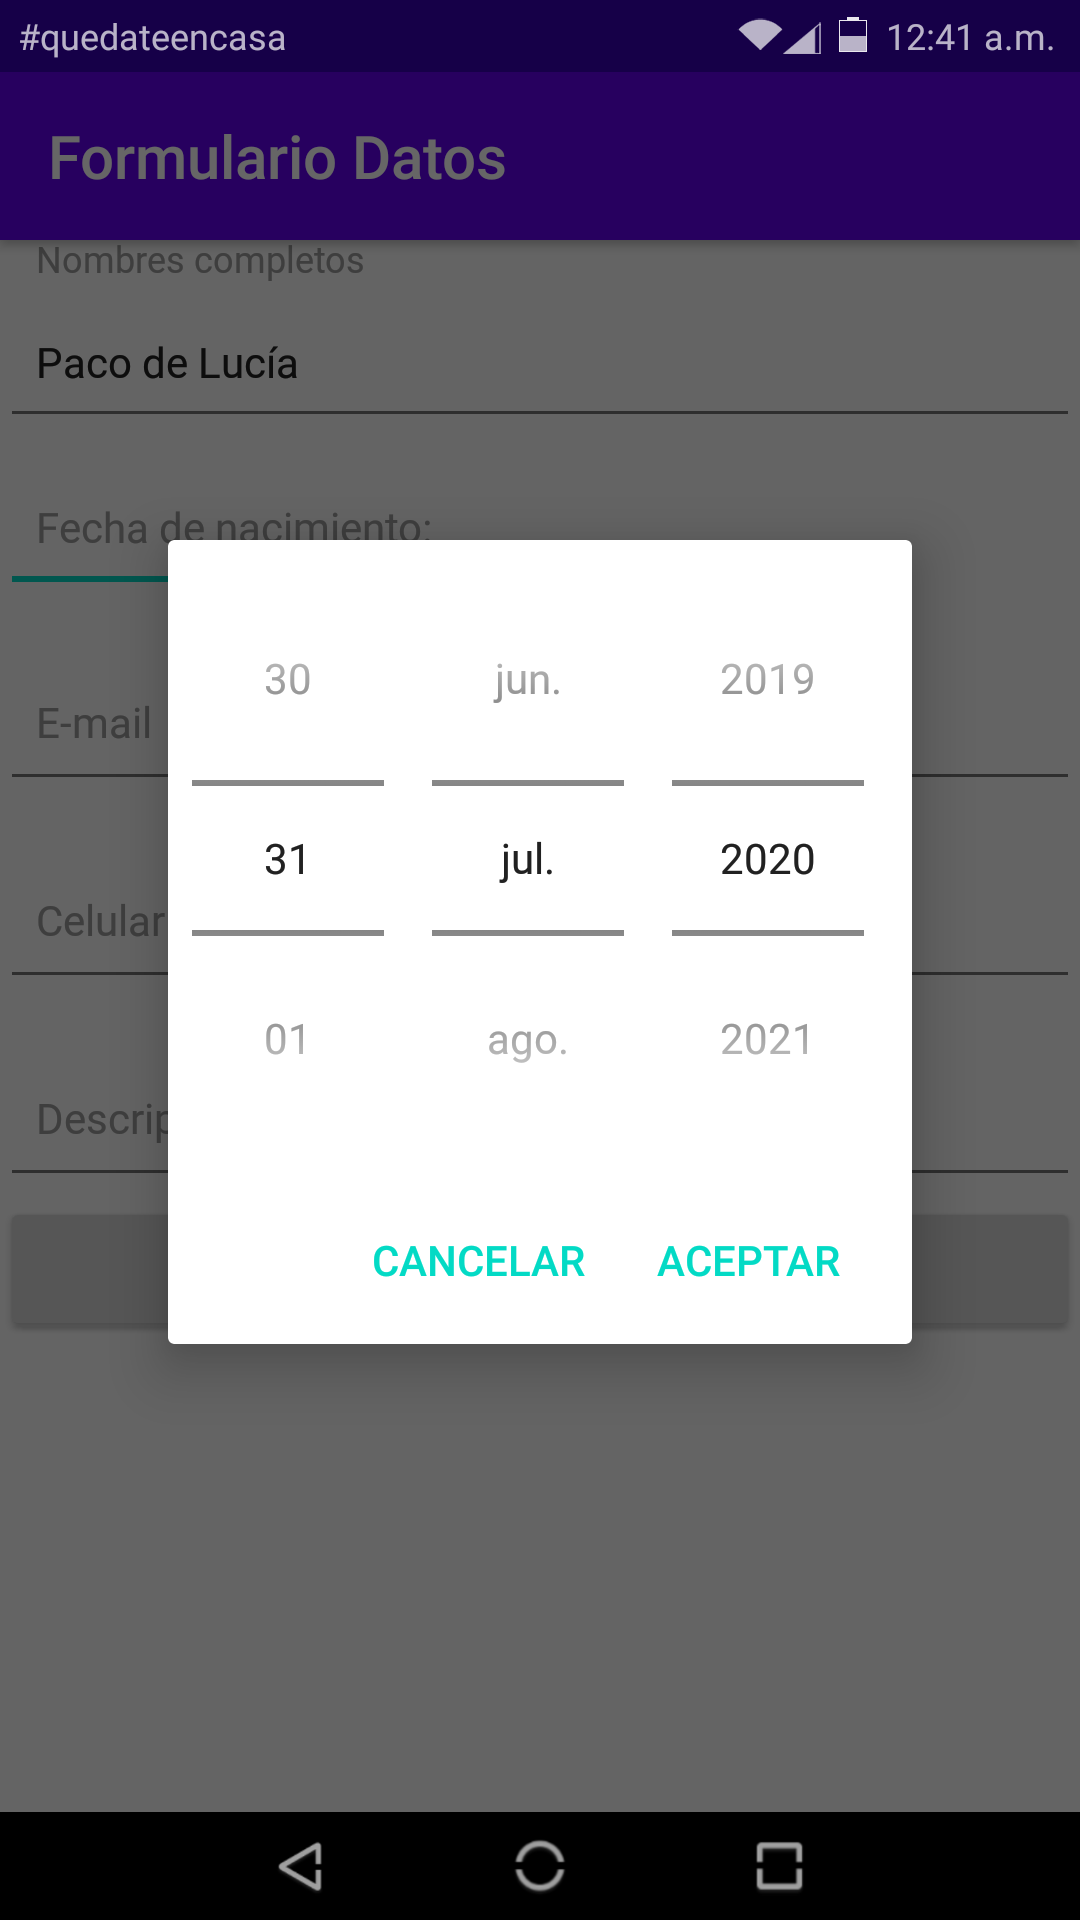 #quedateencasa 12:41 a.m.
Formulario Datos
Nombres completos
Paco de Lucía
Fecha de nacimiento:
30 jun. 2019
E-mail
31 jul. 2020
Celular
01 ago. 2021
Descrip
CANCELAR ACEPTAR